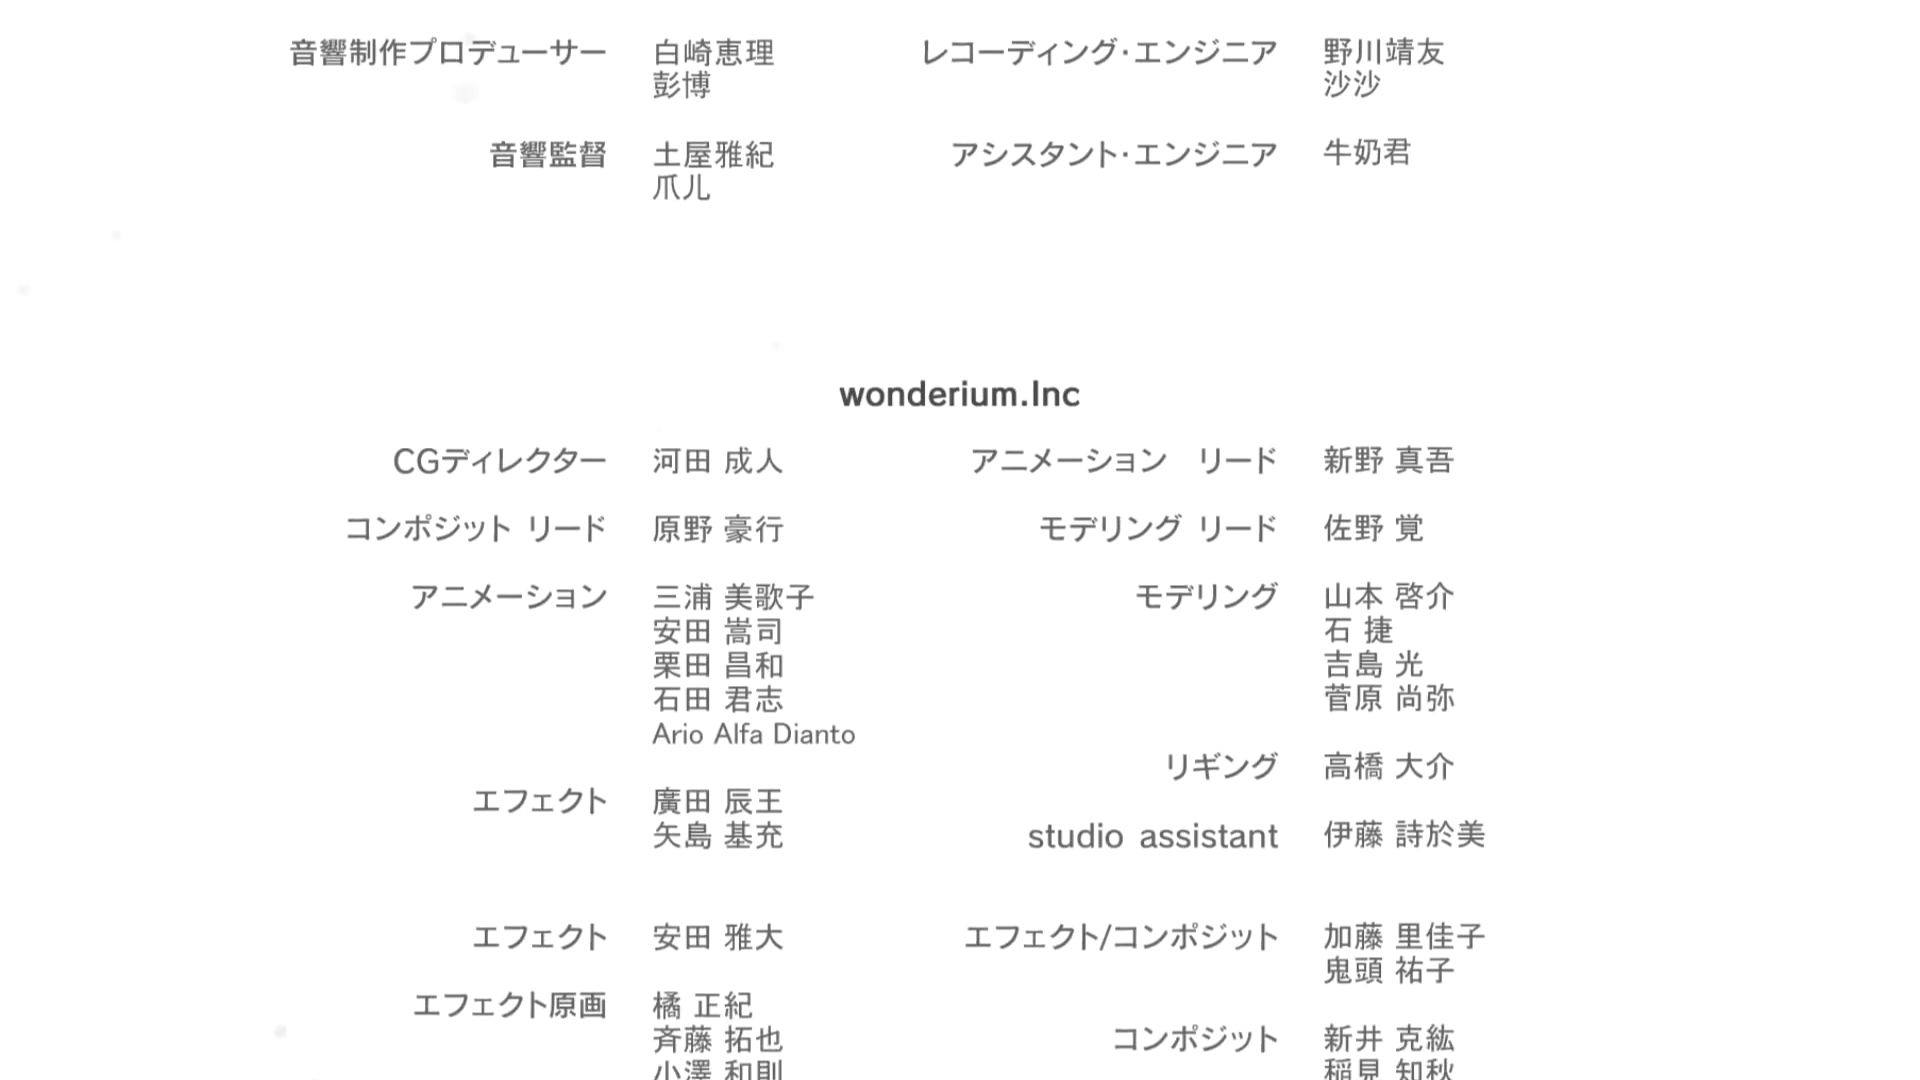 音響制作プロデューサー 白崎恵理
彭博
レコーディング・エンジニア 野川靖友
沙沙
音響監督 土屋雅紀
爪儿
アシスタント・エンジニア 牛奶君
wonderium.Inc
CGディレクター 河田 成人
アニメーション　リード 新野 真吾
コンポジット リード 原野 豪行
モデリング リード 佐野 覚
アニメーション 三浦 美歌子
安田 嵩司
栗田 昌和
石田 君志
Ario Alfa Dianto
モデリング 山本 啓介
石 捷
吉島 光
菅原 尚弥
リギング 高橋 大介
エフェクト 廣田 辰王
矢島 基充
studio assistant 伊藤 詩於美
エフェクト 安田 雅大
エフェクト/コンポジット 加藤 里佳子
鬼頭 祐子
エフェクト原画 橘 正紀
斉藤 拓也
小澤 和則
コンポジット 新井 克紘
稲見 知秋